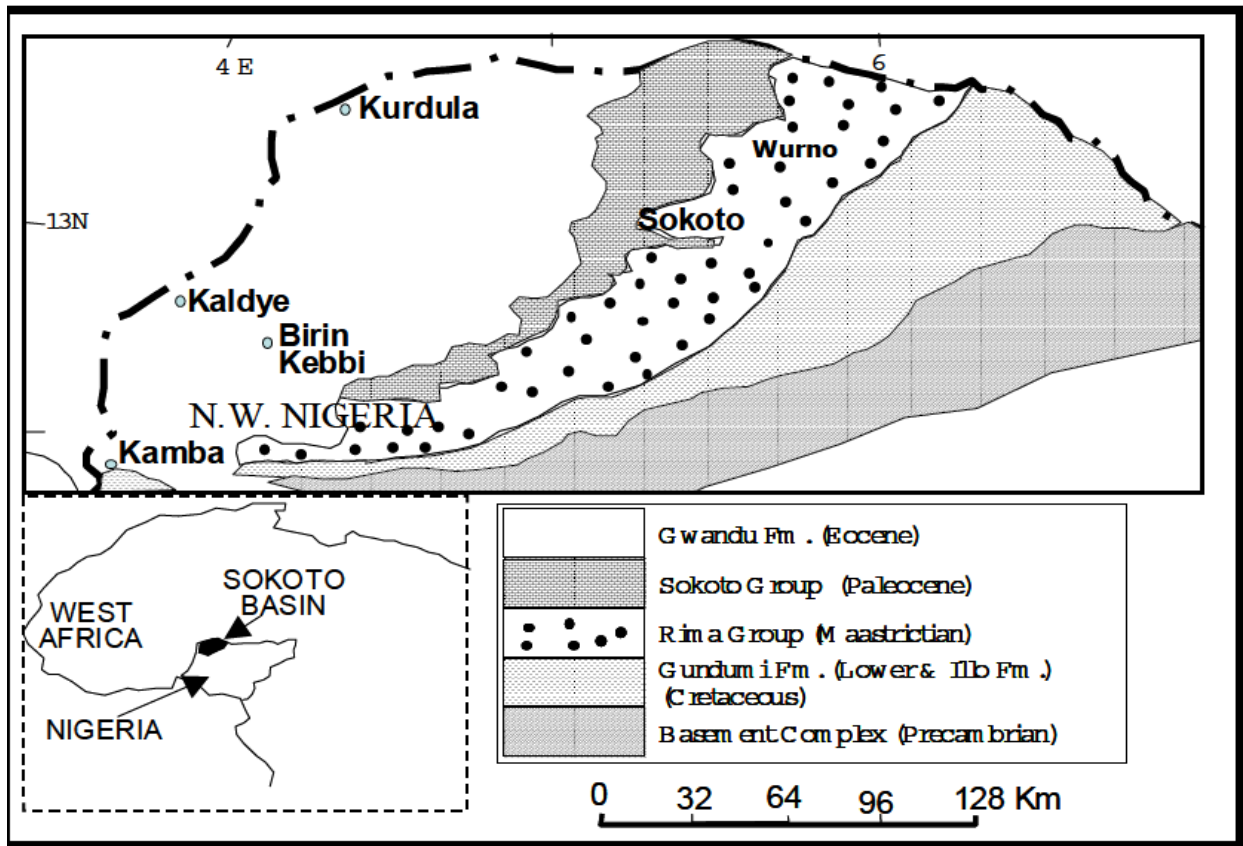 4 E
6
Kurdula
Wurno
13N
Sokoto
Kaldye
Birin
Kebbi
N.W. NIGERIA
Kamba
SOKOTO
BASIN
WEST
AFRICA
NIGERIA
Gwandu Fm. (Eocene)
Sokoto Group (Paleocene)
Rima Group (Maastrictian)
Gundumi Fm. (Lower & Illo Fm.)
(Cretaceous)
Basement Complex (Precambrian)
0 32 64 96 128 Km